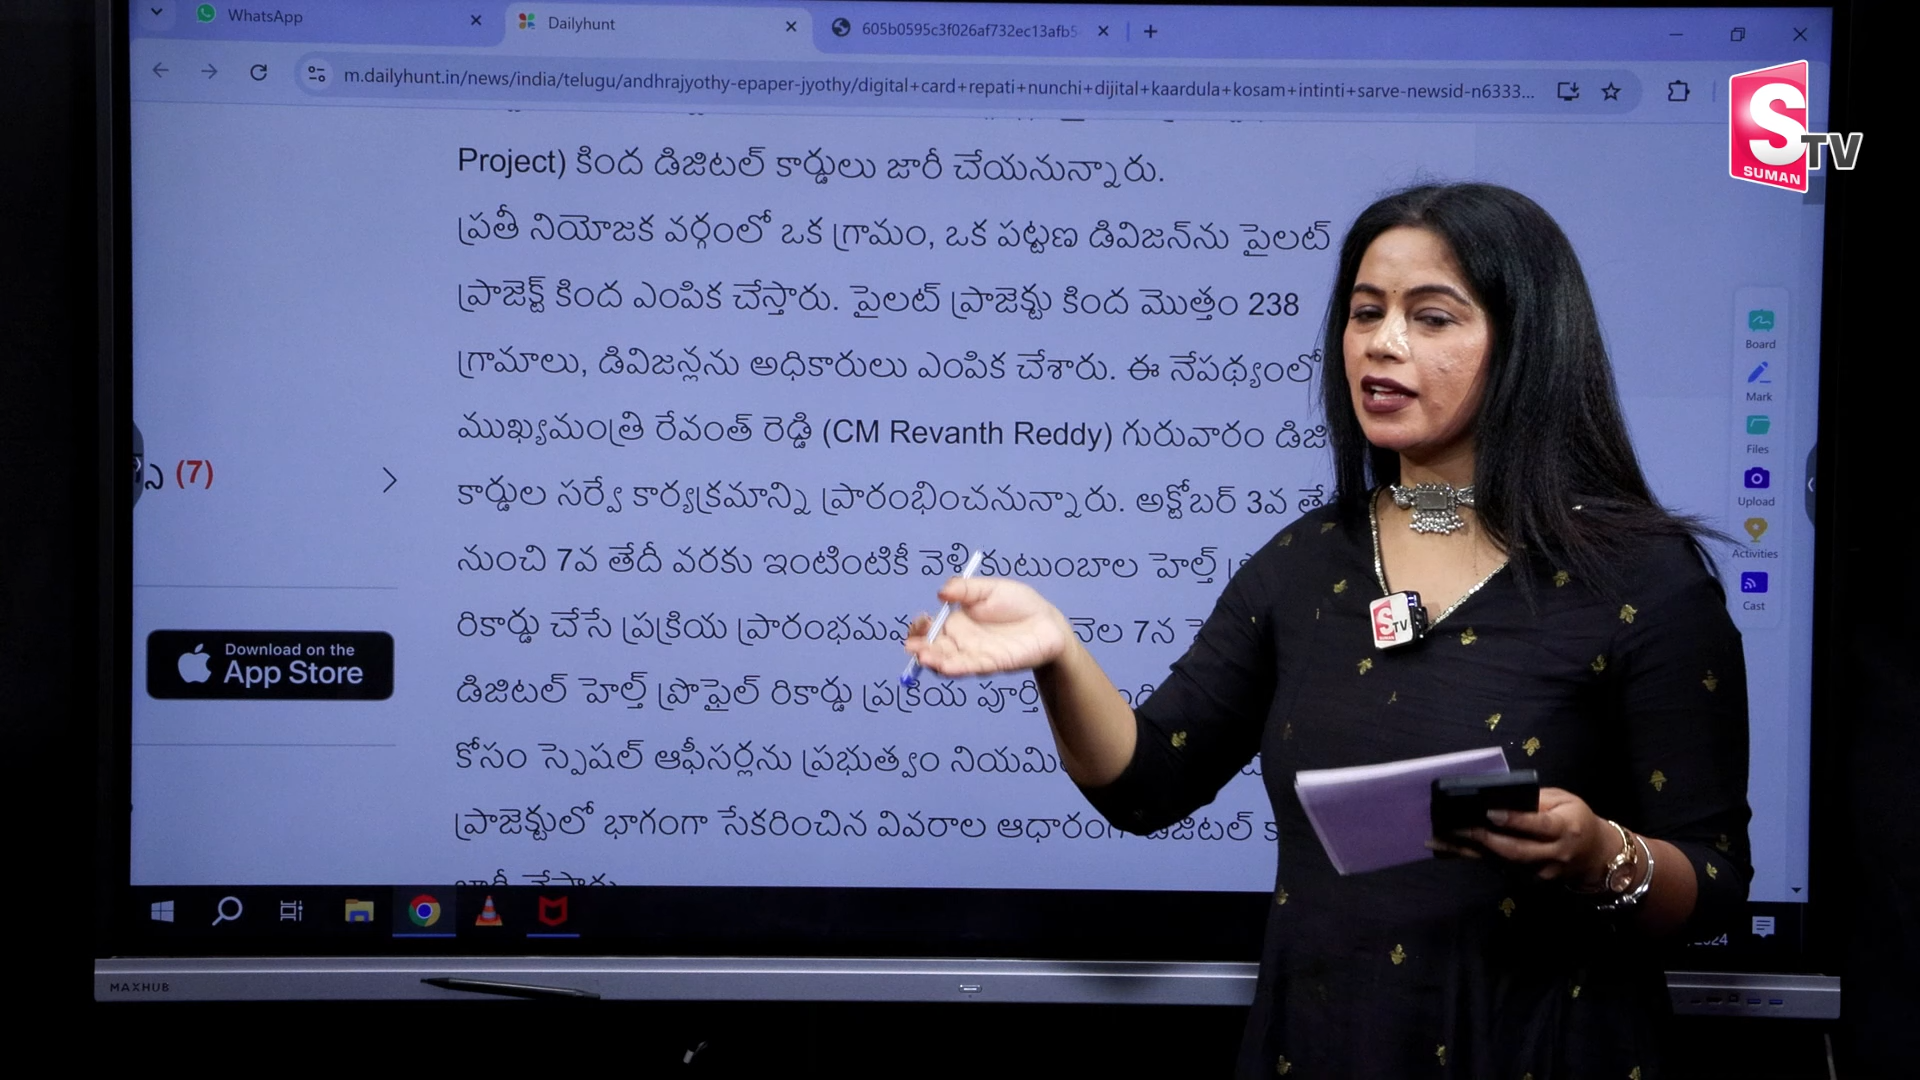 WhatsApp
Dailyhunt
605b0595c3f026af732ec13afb5
m.dailyhunt.in/news/india/telugu/andhrajyothy-epaper-jyothy/digital+card+repati+nunchi+dijital+kaardula+kosam+intinti+sarve-newsid-n6333...
S
TV
SUMAN
Project) కింద డిజిటల్ కార్డులు జారీ చేయనున్నారు.
ప్రతీ నియోజక వర్గంలో ఒక గ్రామం, ఒక పట్టణ డివిజన్‌ను పైలట్
ప్రాజెక్ట్ కింద ఎంపిక చేస్తారు. పైలట్ ప్రాజెక్టు కింద మొత్తం 238
గ్రామాలు, డివిజన్లను అధికారులు ఎంపిక చేశారు. ఈ నేపథ్యంలో
ముఖ్యమంత్రి రేవంత్ రెడ్డి (CM Revanth Reddy) గురువారం
కార్డుల సర్వే కార్యక్రమాన్ని ప్రారంభించనున్నారు. అక్టోబర్ 3వ
నుంచి 7వ తేదీ వరకు ఇంటింటికీ వెళ్లి కుటుంబాల హెల్త్
రికార్డు చేసే ప్రక్రియ నెల 7న
డిజిటల్ హెల్త్ ప్రొఫైల్ రికార్డు ప్రక్రియ
కోసం స్పెషల్ ఆఫీసర్లను ప్రభుత్వం
ప్రాజెక్టులో భాగంగా సేకరించిన వివరాల డిజిటల్
(7)
Download on the
App Store
Board
Mark
Files
Upload
Activities
Cast
S
TV
SUMAN
MAXHUB